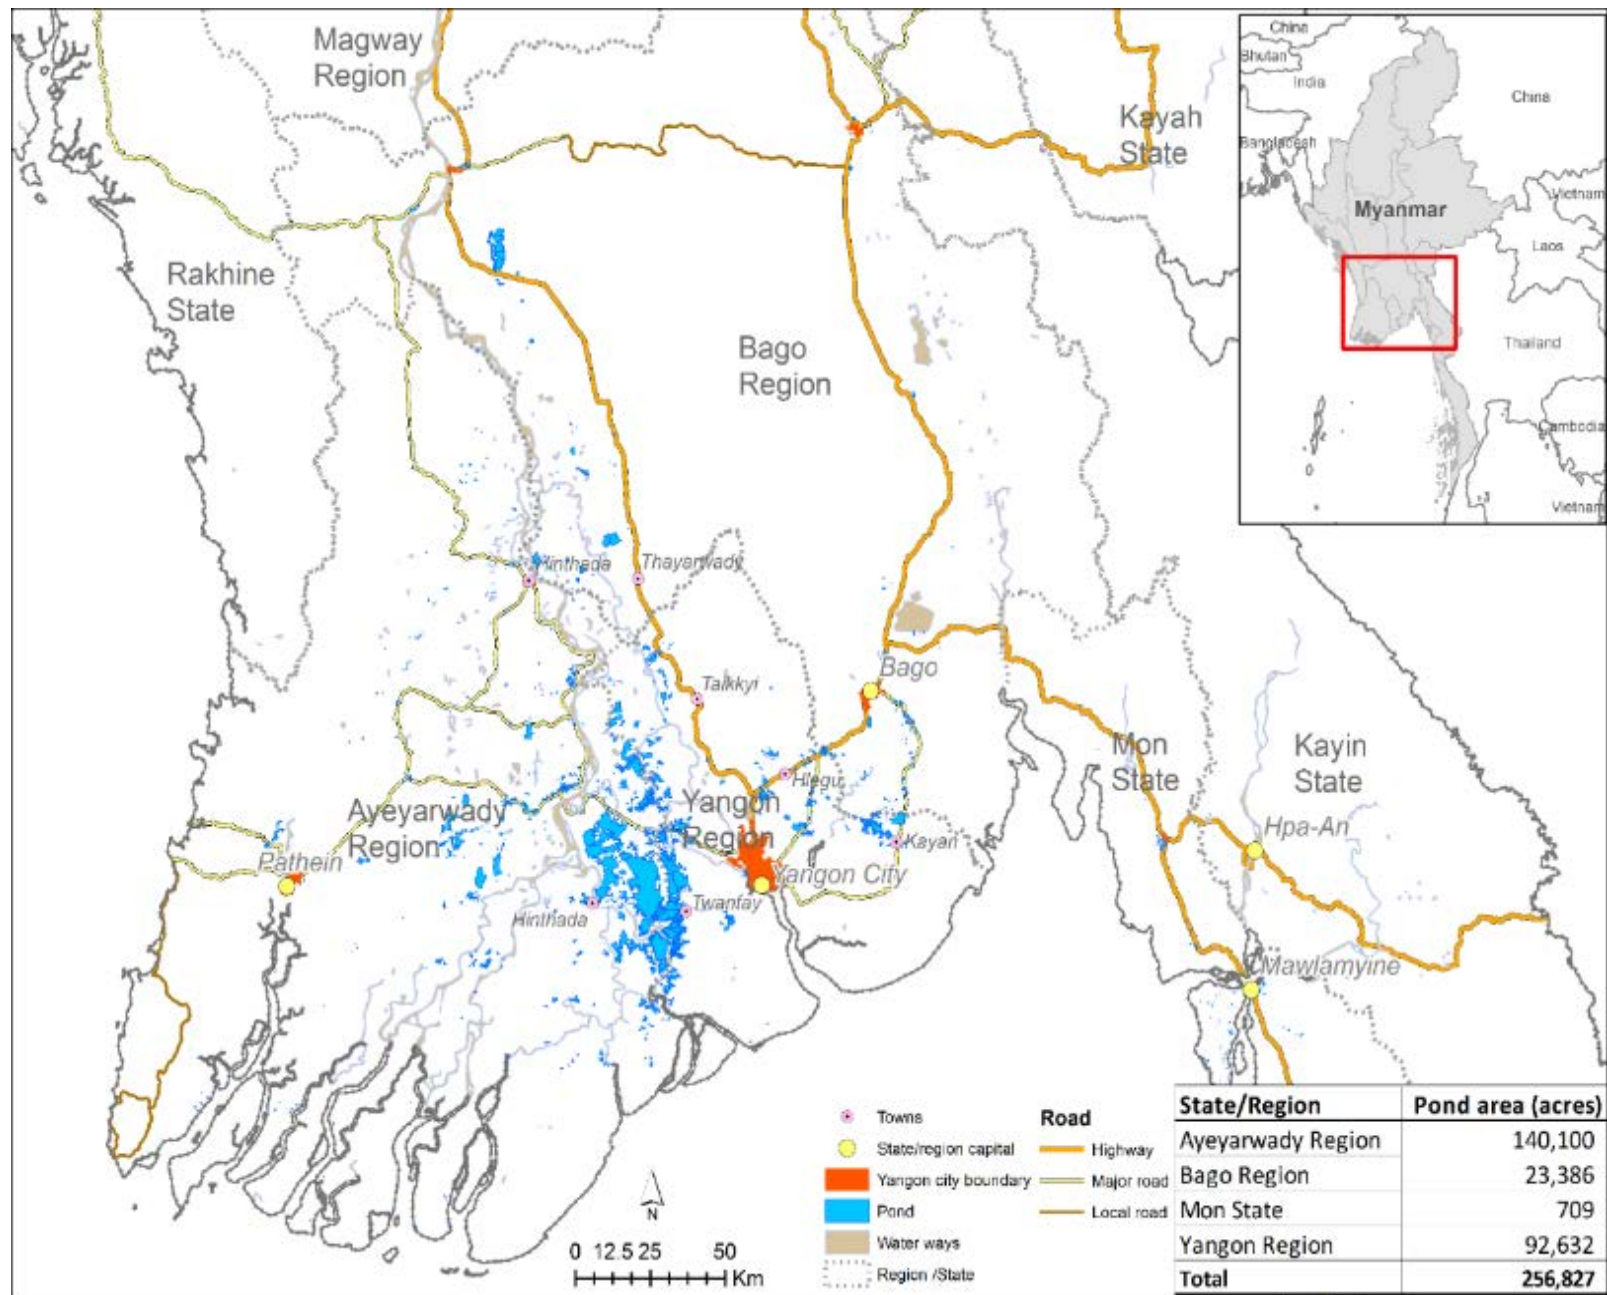 Magway
Region
Kayah
State
Rakhine
State
Bago
Region
Hinthada
Thayarwady
Taikkyi
Bago
Hlegu
Yangon
Region
Kayan
Yangon City
Twantay
Hinthada
Ayeyarwady
Region
Pathein
Mon
State
Kayin
State
Hpa-An
Mawlamyine
China
Bhutan
India
China
Bangladesh
Myanmar
Vietnam
Laos
Thailand
Cambodia
Vietnam
N
0 12.5 25 50
Km
Towns
State/region capital
Yangon city boundary
Pond
Water ways
Region /State
Road
Highway
Major road
Local road
State/Region Pond area (acres)
Ayeyarwady Region 140,100
Bago Region 23,386
Mon State 709
Yangon Region 92,632
Total 256,827